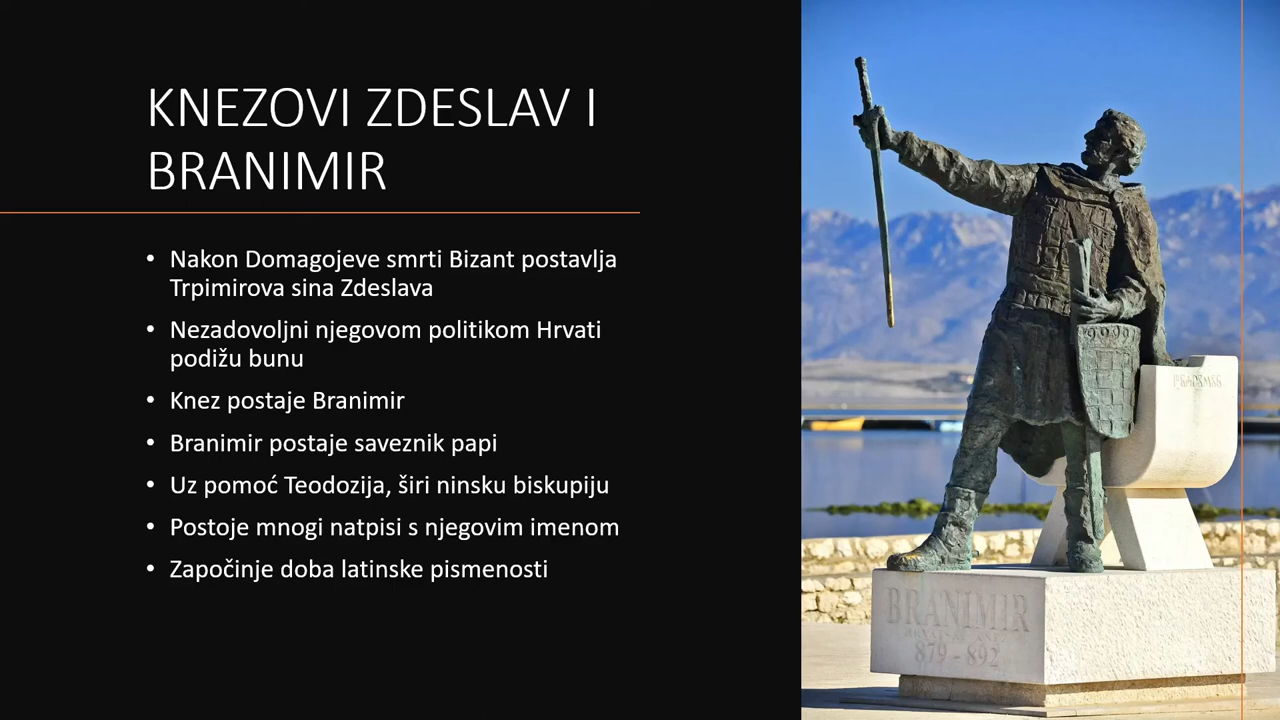 KNEZOVI ZDESLAV I
BRANIMIR
• Nakon Domagojeve smrti Bizant postavlja
Trpimirova sina Zdeslava
• Nezadovoljni njegovom politikom Hrvati
podižu bunu
• Knez postaje Branimir
• Branimir postaje saveznik papi
• Uz pomoć Teodozija, širi ninsku biskupiju
• Postoje mnogi natpisi s njegovim imenom
• Započinje doba latinske pismenosti
BRANIMIR
879 - 892